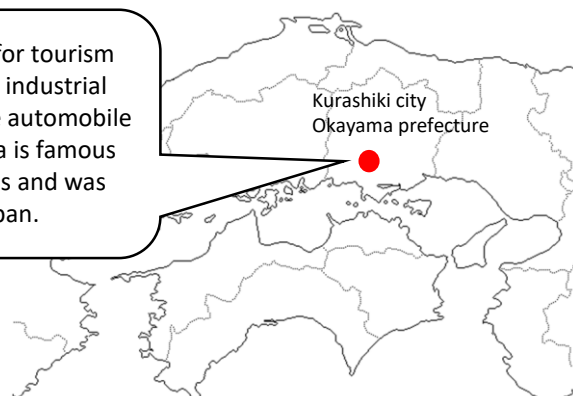 for tourism
industrial
automobile
a is famous
s and was
pan.
Kurashiki city
Okayama prefecture